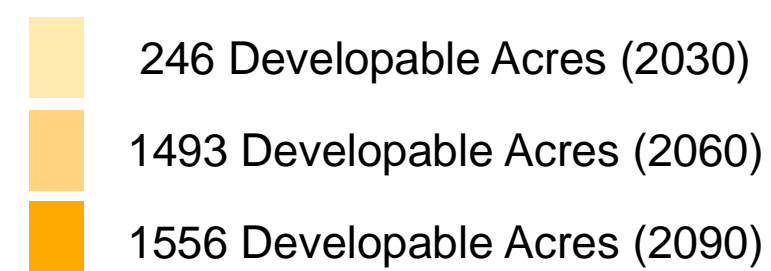 246 Developable Acres (2030)
1493 Developable Acres (2060)
1556 Developable Acres (2090)